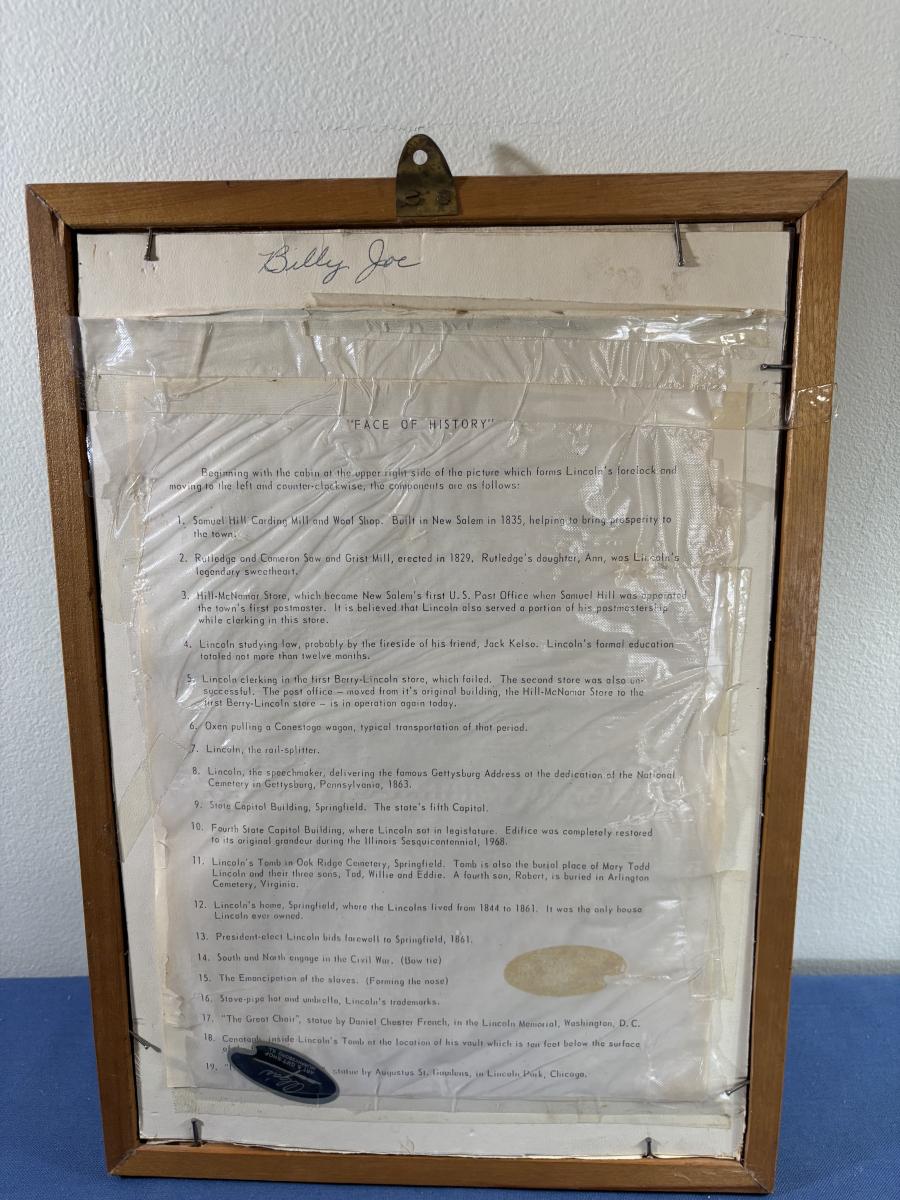 Billy Joe
"FACE OF HISTORY"
Beginning with the cabin at the upper right side of the picture which forms Lincoln's forelock and
moving to the left and counter-clockwise, the components are as follows:
1. Samuel Hill Carding Mill and Wool Shop. Built in New Salem in 1835, helping to bring prosperity to
the town.
2. Rutledge and Cameron Saw and Grist Mill, erected in 1829. Rutledge's daughter, Ann, was Lincoln's
legendary sweetheart.
3. Hill-McNamar Store, which became New Salem's first U. S. Post Office when Samuel Hill was appointed
the town's first postmaster. It is believed that Lincoln also served a portion of his postmastership
while clerking in this store.
4. Lincoln studying law, probably by the fireside of his friend, Jack Kelso. Lincoln's formal education
totaled not more than twelve months.
5. Lincoln clerking in the first Berry-Lincoln store, which failed. The second store was also un-
successful. The post office — moved from it's original building, the Hill-McNamar Store to the
first Berry-Lincoln store — is in operation again today.
6. Oxen pulling a Conestoga wagon, typical transportation of that period.
7. Lincoln, the rail-splitter.
8. Lincoln, the speechmaker, delivering the famous Gettysburg Address at the dedication of the National
Cemetery in Gettysburg, Pennsylvania, 1863.
9. State Capitol Building, Springfield. The state's fifth Capitol.
10. Fourth State Capitol Building, where Lincoln sat in legislature. Edifice was completely restored
to its original grandeur during the Illinois Sesquicentennial, 1968.
11. Lincoln's Tomb in Oak Ridge Cemetery, Springfield. Tomb is also the burial place of Mary Todd
Lincoln and their three sons, Tad, Willie and Eddie. A fourth son, Robert, is buried in Arlington
Cemetery, Virginia.
12. Lincoln's home, Springfield, where the Lincolns lived from 1844 to 1861. It was the only house
Lincoln ever owned.
13. President-elect Lincoln bids farewell to Springfield, 1861.
14. South and North engage in the Civil War. (Bow tie)
15. The Emancipation of the slaves. (Forming the nose)
16. Stove-pipe hat and umbrella, Lincoln's trademarks.
17. "The Great Chair", statue by Daniel Chester French, in the Lincoln Memorial, Washington, D. C.
18. Cenotaph inside Lincoln's Tomb at the location of his vault which is ten feet below the surface
19. statue by Augustus St. Gaudens, in Lincoln Park, Chicago.